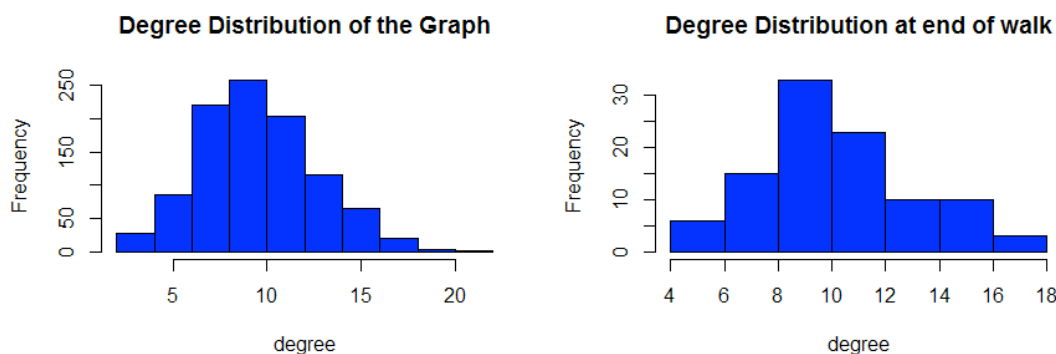 Degree Distribution of the Graph
Frequency
250
150
50
0
5 10 15 20
degree
Degree Distribution at end of walk
Frequency
30
20
10
0
4 6 8 10 12 14 16 18
degree